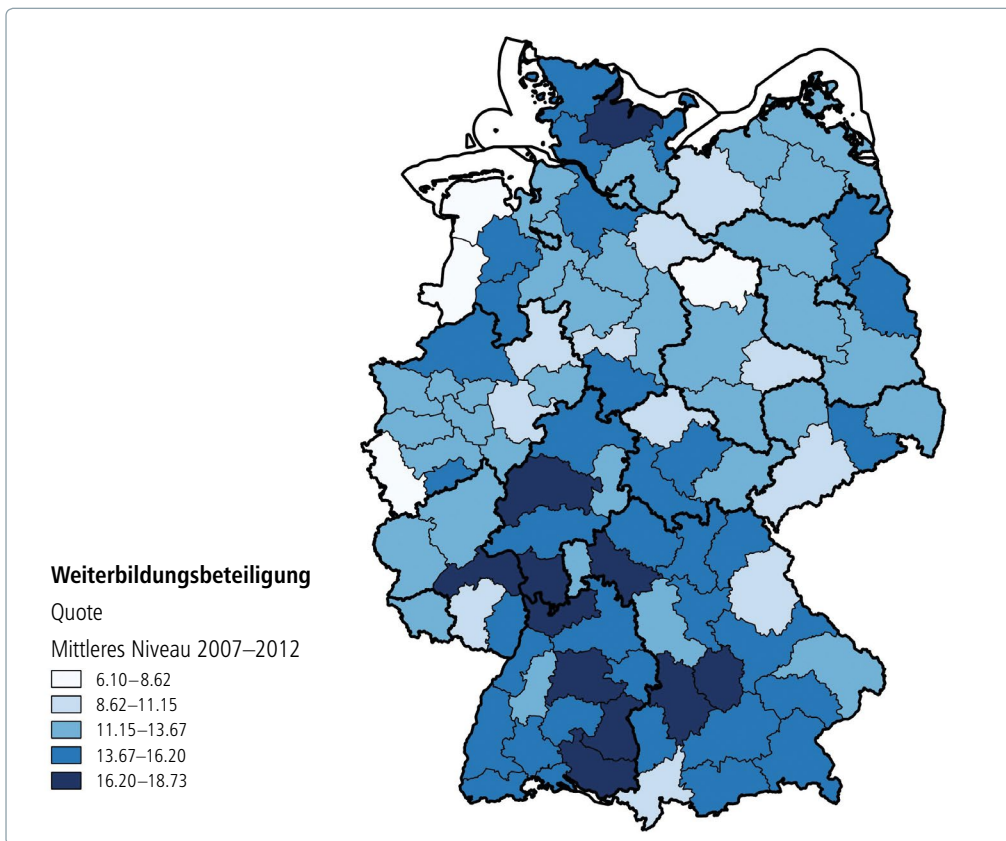 Weiterbildungsbeteiligung
Quote
Mittleres Niveau 2007–2012
6.10–8.62
8.62–11.15
11.15–13.67
13.67–16.20
16.20–18.73